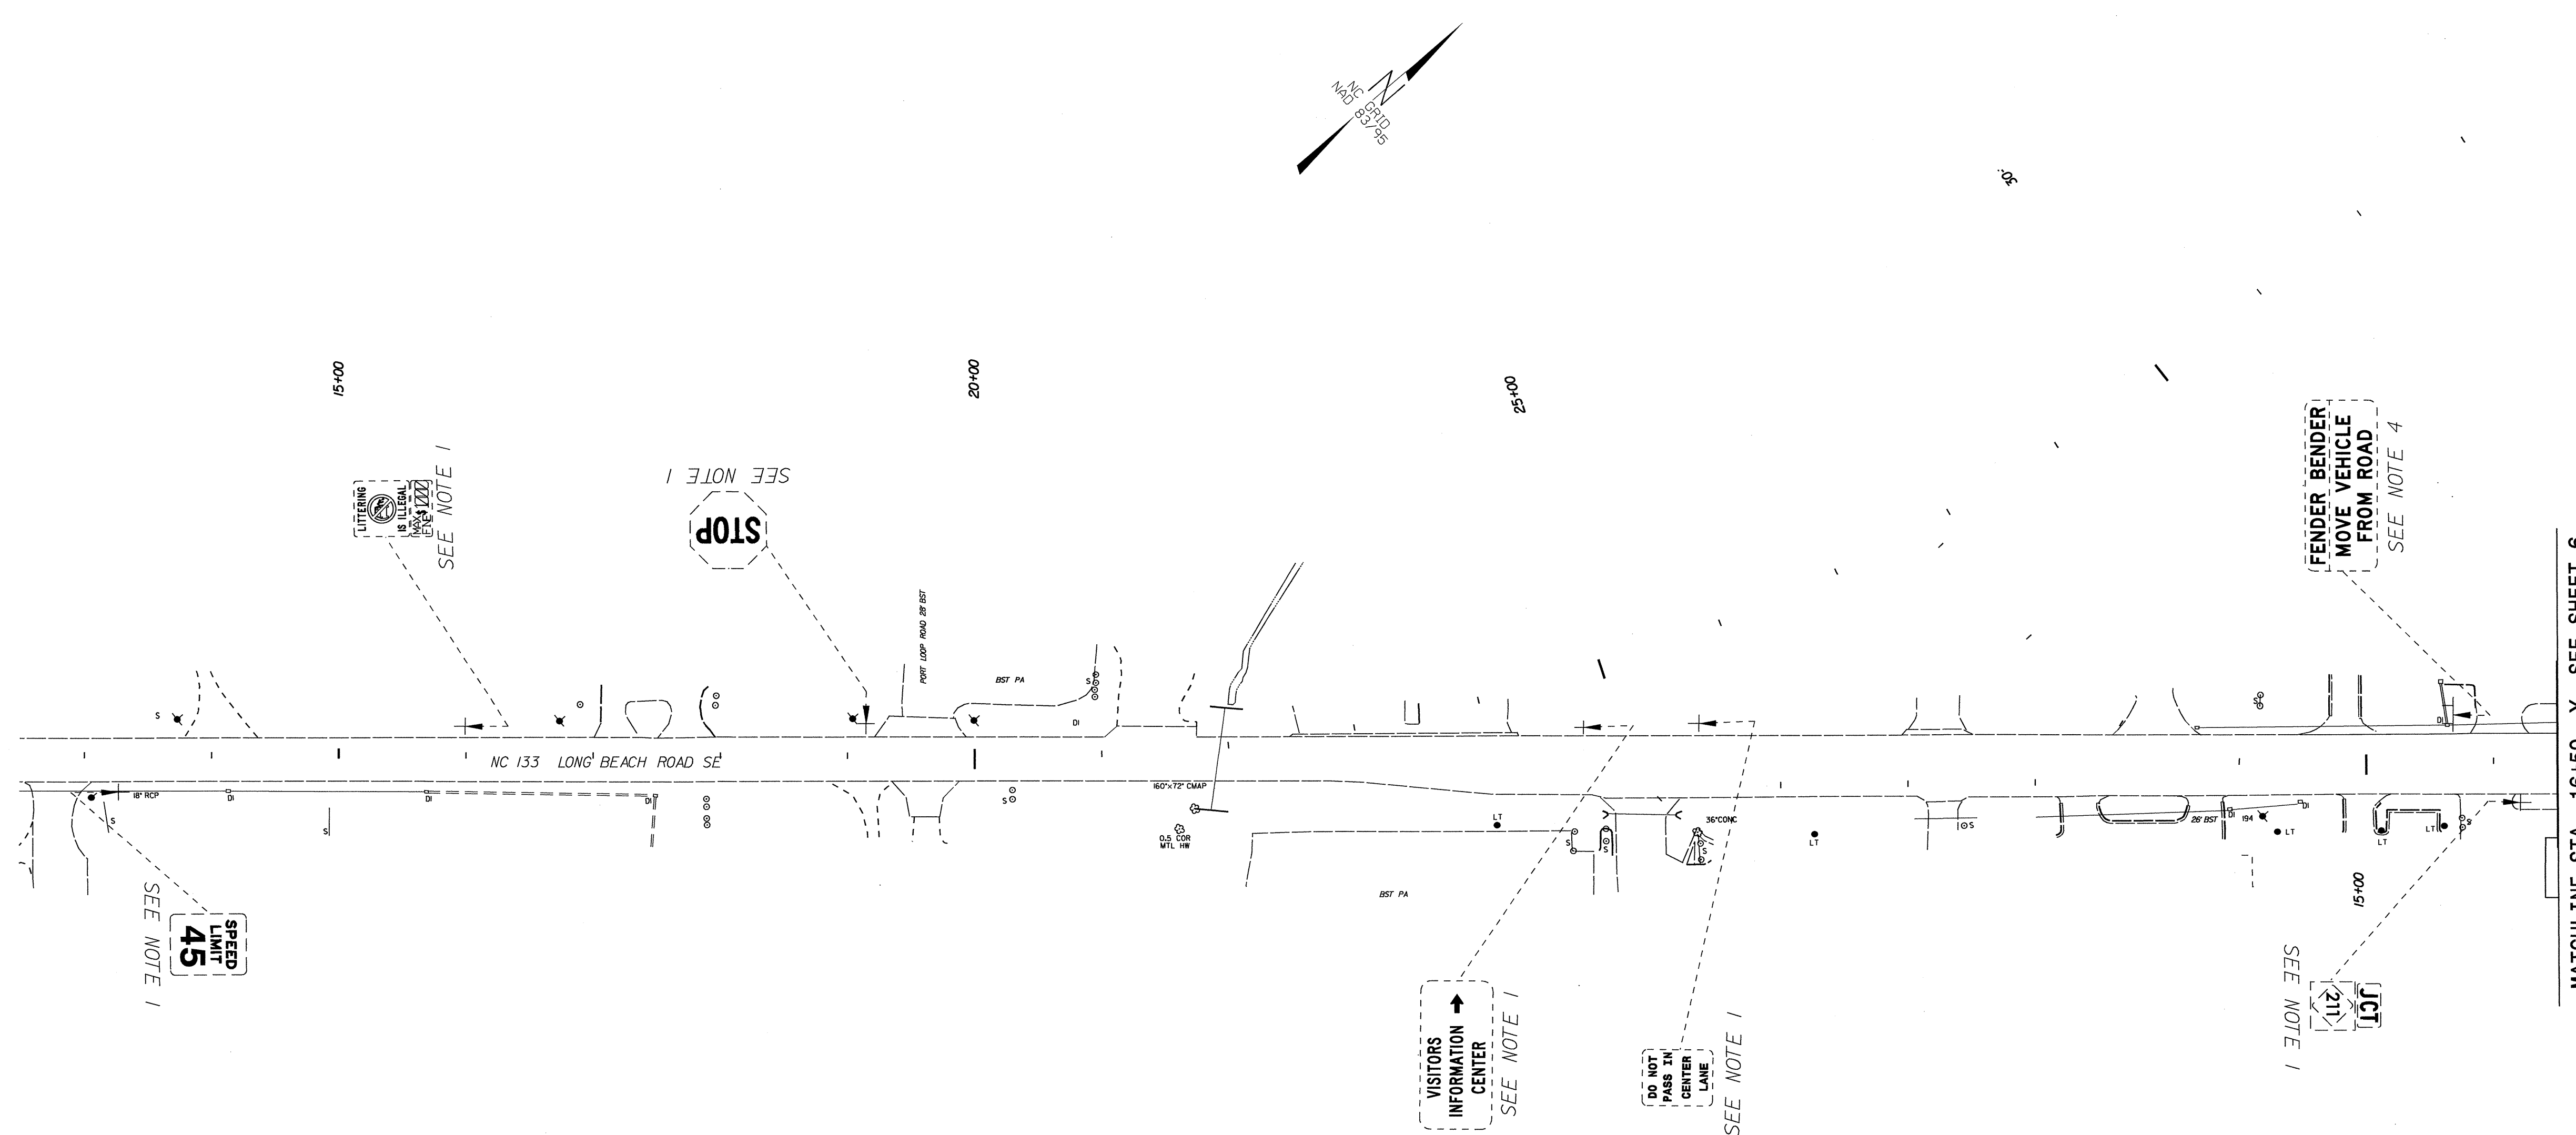 NC GRID
NAD 83/95
30'
15+00
20+00
25+00
LITTERING
IS ILLEGAL
SEE NOTE 1
SEE NOTE 1
STOP
FENDER BENDER
MOVE VEHICLE
FROM ROAD
SEE NOTE 4
PORT LOOP ROAD 28' BST
BST PA
S
S
DI
S
DI
NC 133 LONG BEACH ROAD SE
18" RCP
DI
DI
DI
S
S
S
160"x72" CMAP
0.5 COR
MTL HW
BST PA
LT
S
S
36"CONC
S
LT
S
26' BST
DI
194
DI
LT
LT
LT
S
15+00
SEE NOTE 1
SPEED
LIMIT
45
VISITORS
INFORMATION
CENTER
SEE NOTE 1
DO NOT
PASS IN
CENTER
LANE
SEE NOTE 1
SEE NOTE 1
JCT
211